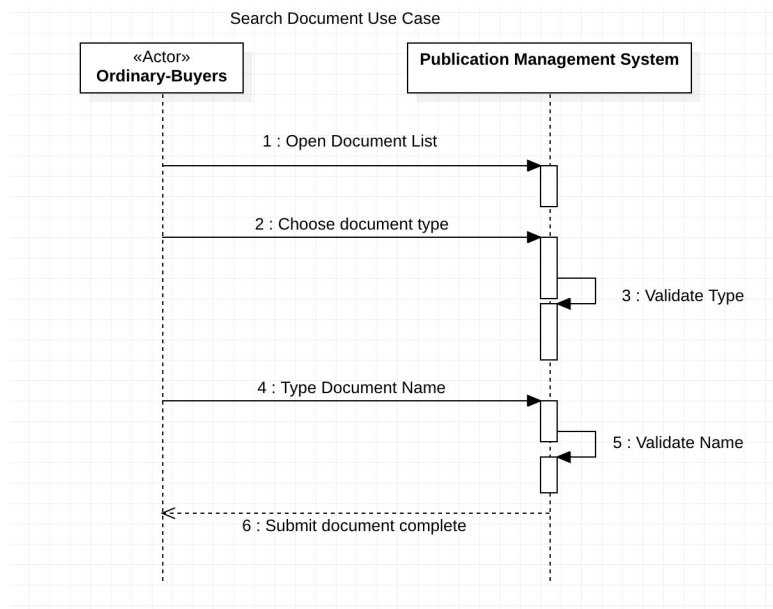 Search Document Use Case
«Actor»
Ordinary-Buyers
Publication Management System
1 : Open Document List
2 : Choose document type
3 : Validate Type
4 : Type Document Name
5 : Validate Name
6 : Submit document complete